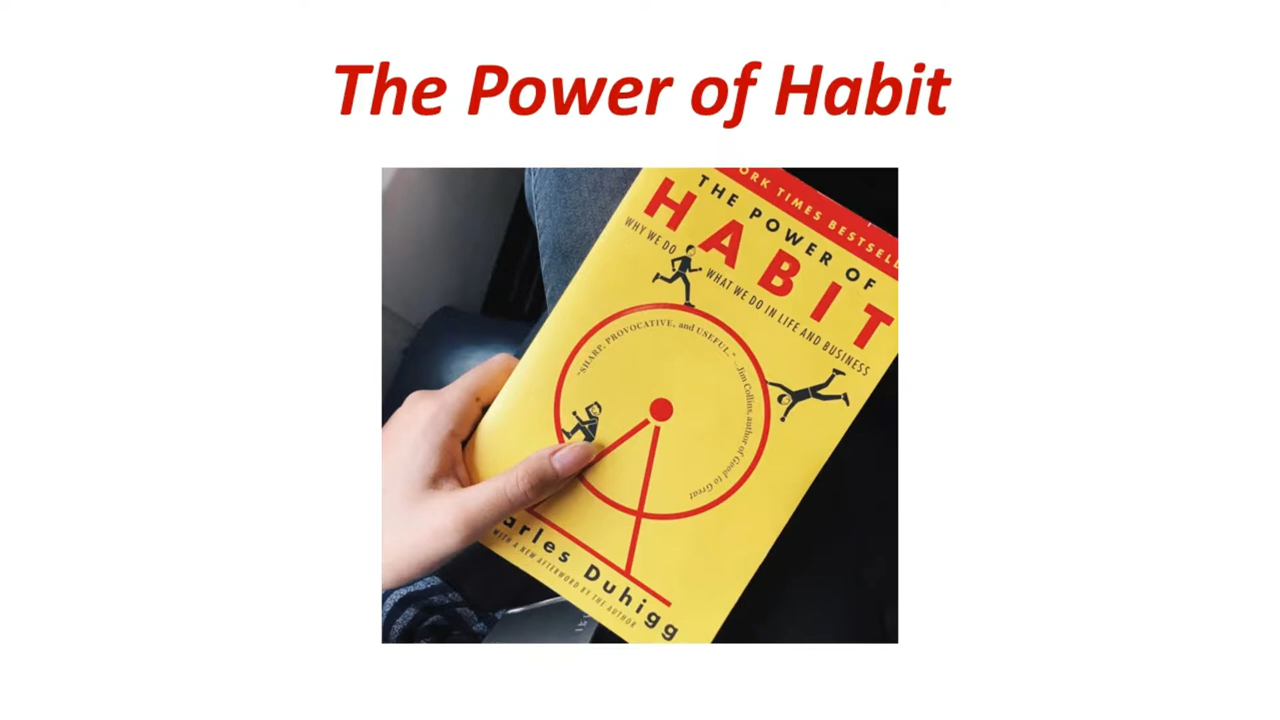 The Power of Habit
ORK TIMES BESTSELL
THE POWER OF
HABIT
WHY WE DO WHAT WE DO IN LIFE AND BUSINESS
"SHARP, PROVOCATIVE, and USEFUL." —Jim Collins, author of Good to Great
arles Duhigg
WITH A NEW AFTERWORD BY THE AUTHOR